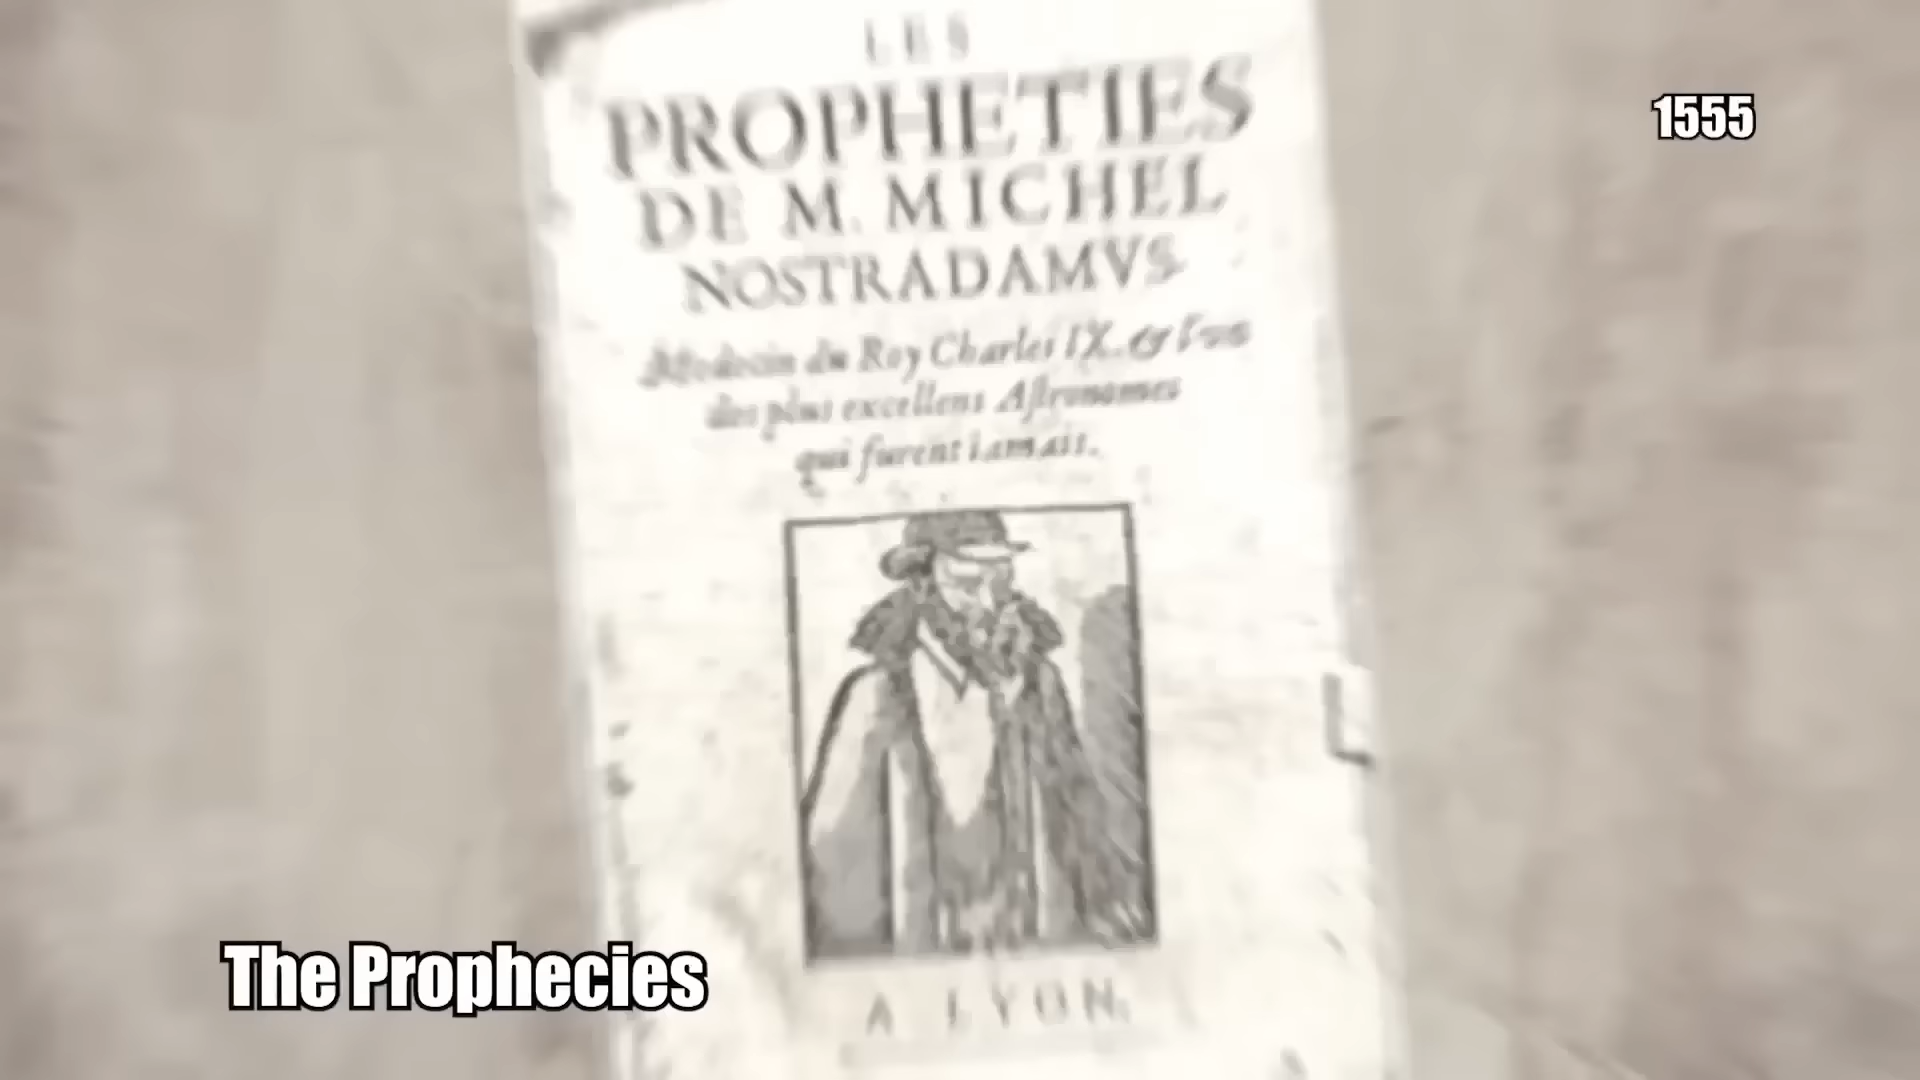 LES
PROPHETIES
DE M. MICHEL
NOSTRADAMVS
Medecin du Roy Charles IX. & l'vn
des plus excellens Astronomes
qui furent iamais.
A LYON,
1555
The Prophecies